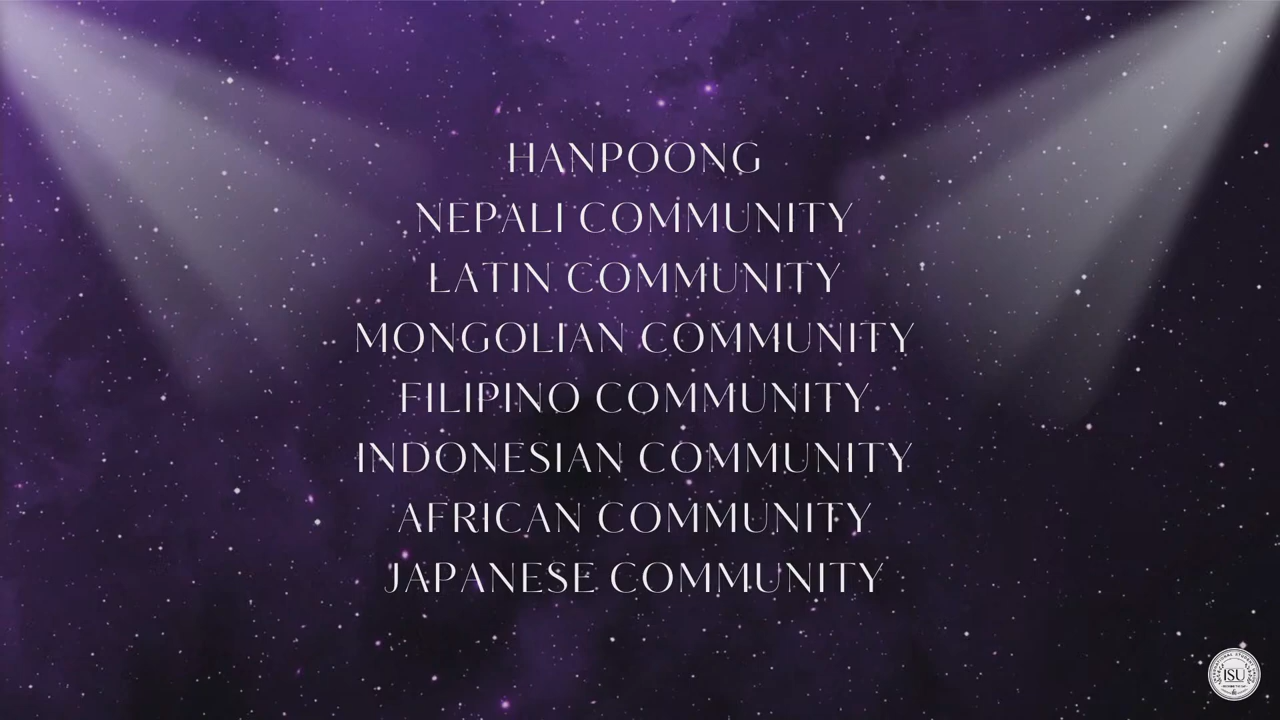 HANPOONG
NEPALI COMMUNITY
LATIN COMMUNITY
MONGOLIAN COMMUNITY
FILIPINO COMMUNITY
INDONESIAN COMMUNITY
AFRICAN COMMUNITY
JAPANESE COMMUNITY
ISU